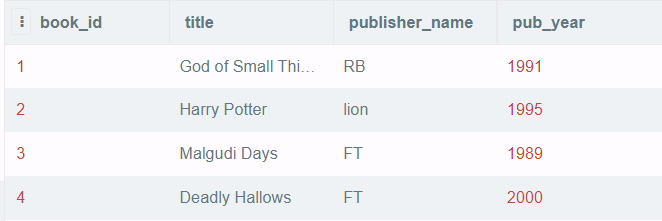 book_id title publisher_name pub_year
1 God of Small Thi... RB 1991
2 Harry Potter lion 1995
3 Malgudi Days FT 1989
4 Deadly Hallows FT 2000